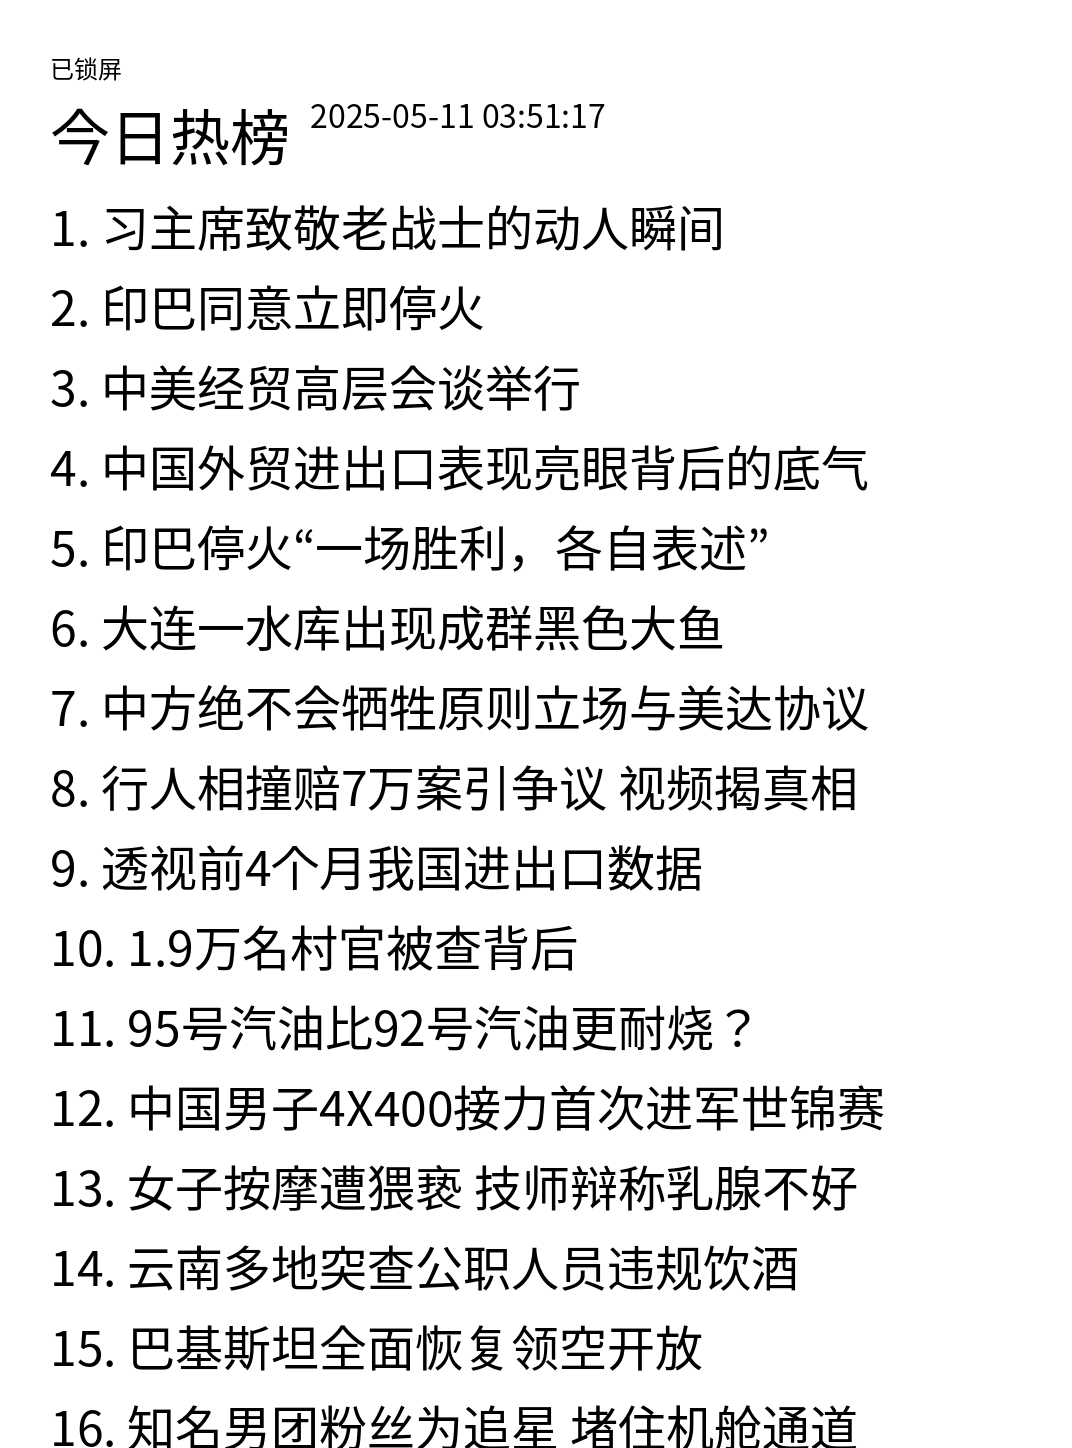 已锁屏
今日热榜 2025-05-11 03:51:17
1. 习主席致敬老战士的动人瞬间
2. 印巴同意立即停火
3. 中美经贸高层会谈举行
4. 中国外贸进出口表现亮眼背后的底气
5. 印巴停火“一场胜利，各自表述”
6. 大连一水库出现成群黑色大鱼
7. 中方绝不会牺牲原则立场与美达协议
8. 行人相撞赔7万案引争议 视频揭真相
9. 透视前4个月我国进出口数据
10. 1.9万名村官被查背后
11. 95号汽油比92号汽油更耐烧？
12. 中国男子4X400接力首次进军世锦赛
13. 女子按摩遭猥亵 技师辩称乳腺不好
14. 云南多地突查公职人员违规饮酒
15. 巴基斯坦全面恢复领空开放
16. 知名男团粉丝为追星 堵住机舱通道